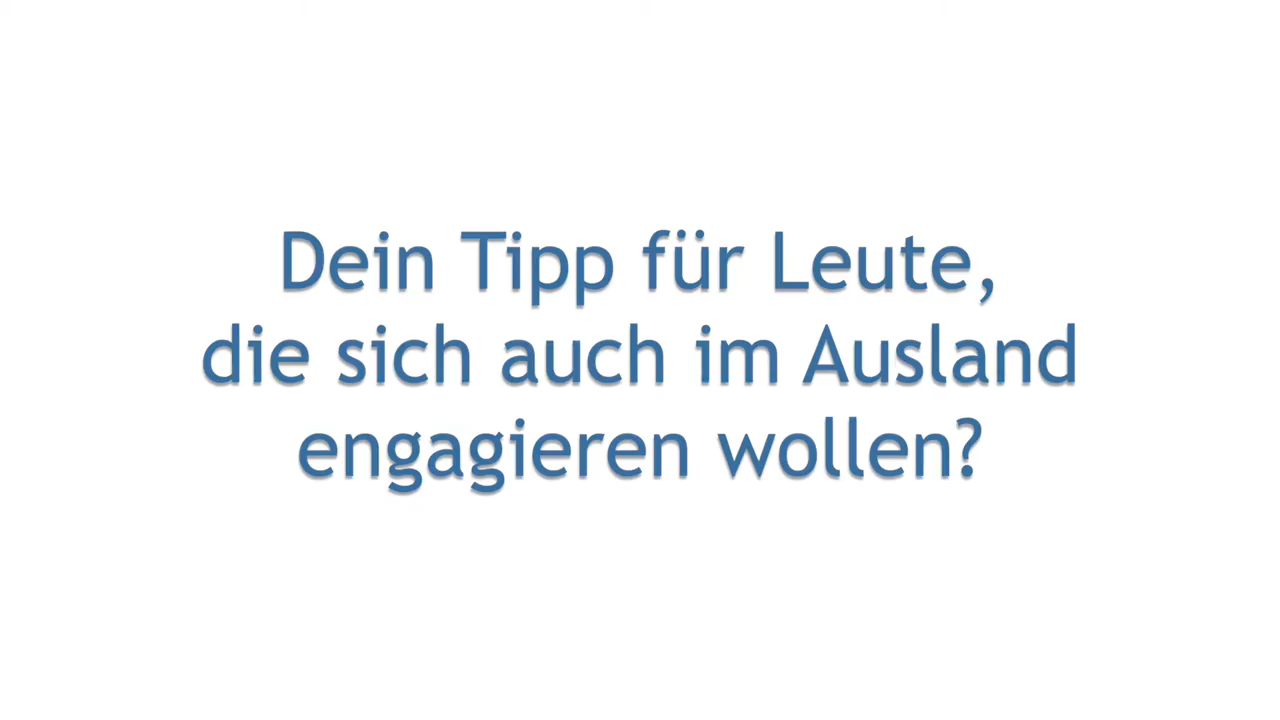 Dein Tipp für Leute,
die sich auch im Ausland
engagieren wollen?